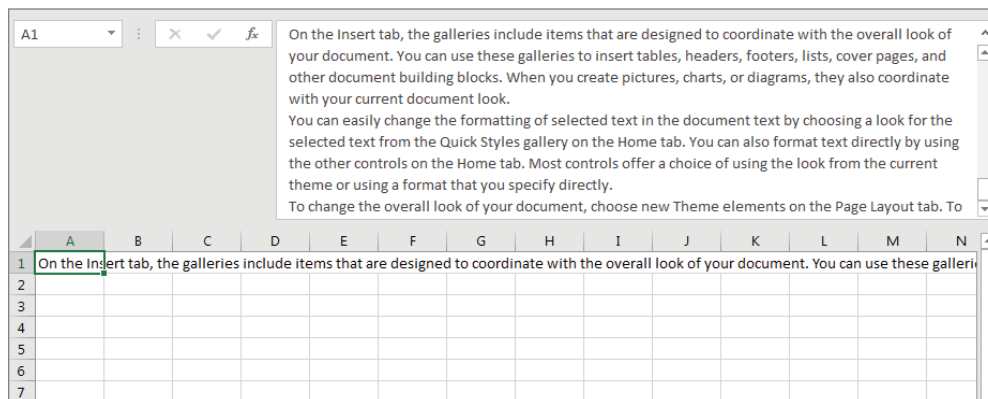 A1
fx
On the Insert tab, the galleries include items that are designed to coordinate with the overall look of
your document. You can use these galleries to insert tables, headers, footers, lists, cover pages, and
other document building blocks. When you create pictures, charts, or diagrams, they also coordinate
with your current document look.
You can easily change the formatting of selected text in the document text by choosing a look for the
selected text from the Quick Styles gallery on the Home tab. You can also format text directly by using
the other controls on the Home tab. Most controls offer a choice of using the look from the current
theme or using a format that you specify directly.
To change the overall look of your document, choose new Theme elements on the Page Layout tab. To
A B C D E F G H I J K L M N
1 On the Insert tab, the galleries include items that are designed to coordinate with the overall look of your document. You can use these galleri
2
3
4
5
6
7